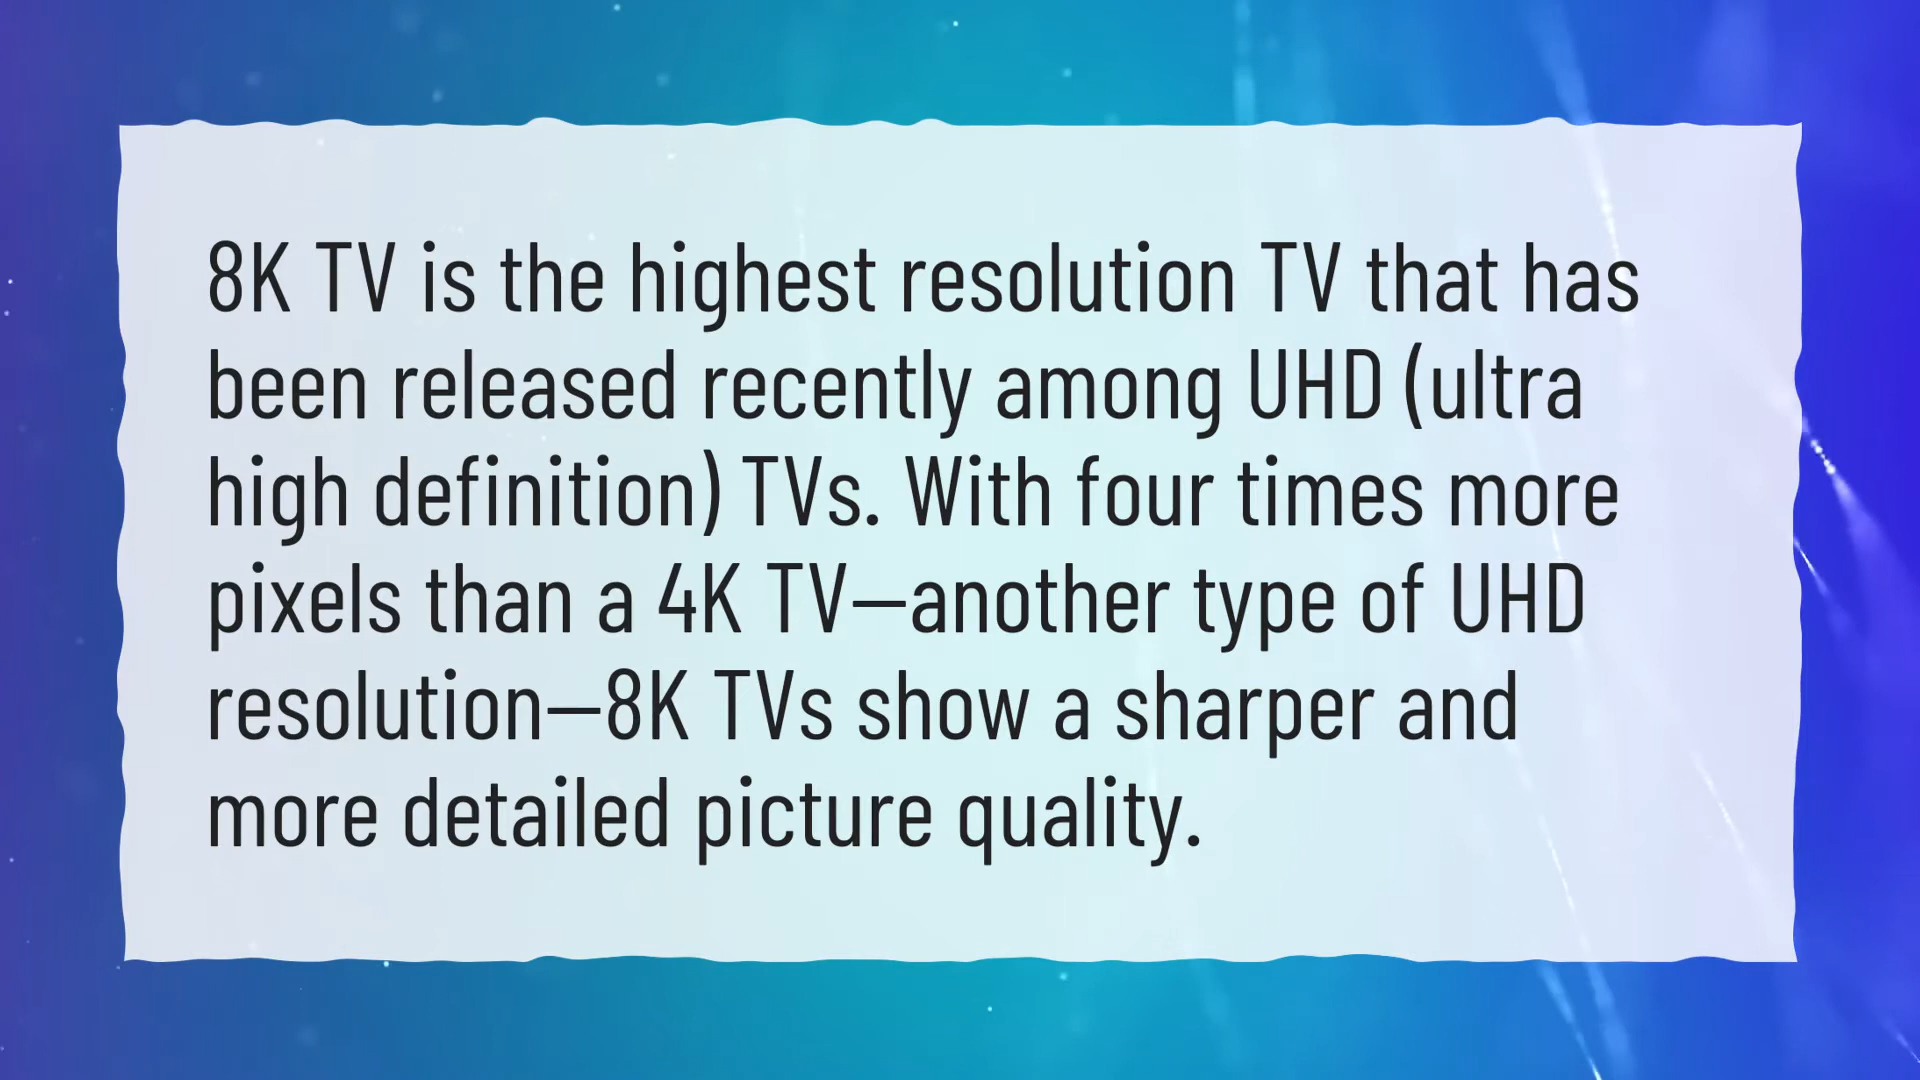 8K TV is the highest resolution TV that has
been released recently among UHD (ultra
high definition) TVs. With four times more
pixels than a 4K TV—another type of UHD
resolution—8K TVs show a sharper and
more detailed picture quality.